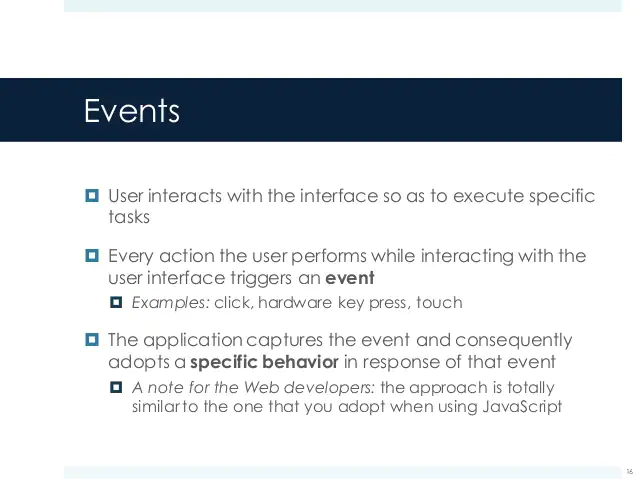 Events
User interacts with the interface so as to execute specific
tasks
Every action the user performs while interacting with the
user interface triggers an event
Examples: click, hardware key press, touch
The application captures the event and consequently
adopts a specific behavior in response of that event
A note for the Web developers: the approach is totally
similar to the one that you adopt when using JavaScript
16